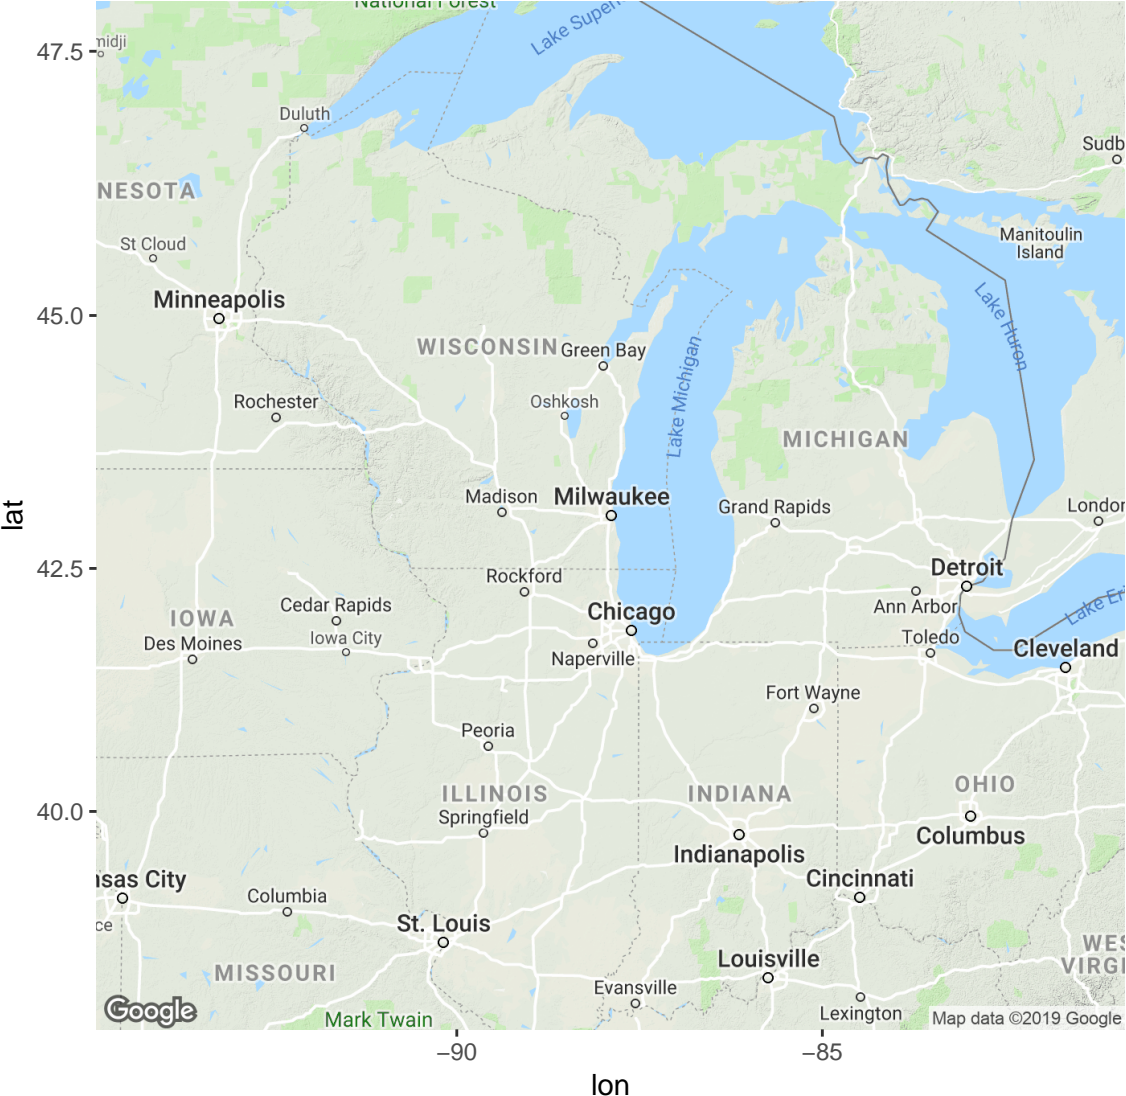 National Forest
47.5
midji
Lake Super
Duluth
Sudb
NESOTA
St Cloud
Manitoulin
Island
Minneapolis
45.0
Lake Huron
WISCONSIN
Green Bay
Lake Michigan
Rochester
Oshkosh
MICHIGAN
Madison
Milwaukee
Grand Rapids
London
lat
42.5
Detroit
Rockford
Cedar Rapids
Chicago
Ann Arbor
Lake Eri
IOWA
Des Moines
Iowa City
Naperville
Toledo
Cleveland
Fort Wayne
Peoria
ILLINOIS
INDIANA
OHIO
40.0
Springfield
Columbus
Indianapolis
nsas City
Cincinnati
Columbia
ce
St. Louis
MISSOURI
Louisville
WES
VIRGI
Evansville
Google
Mark Twain
Lexington
Map data ©2019 Google
−90
−85
lon